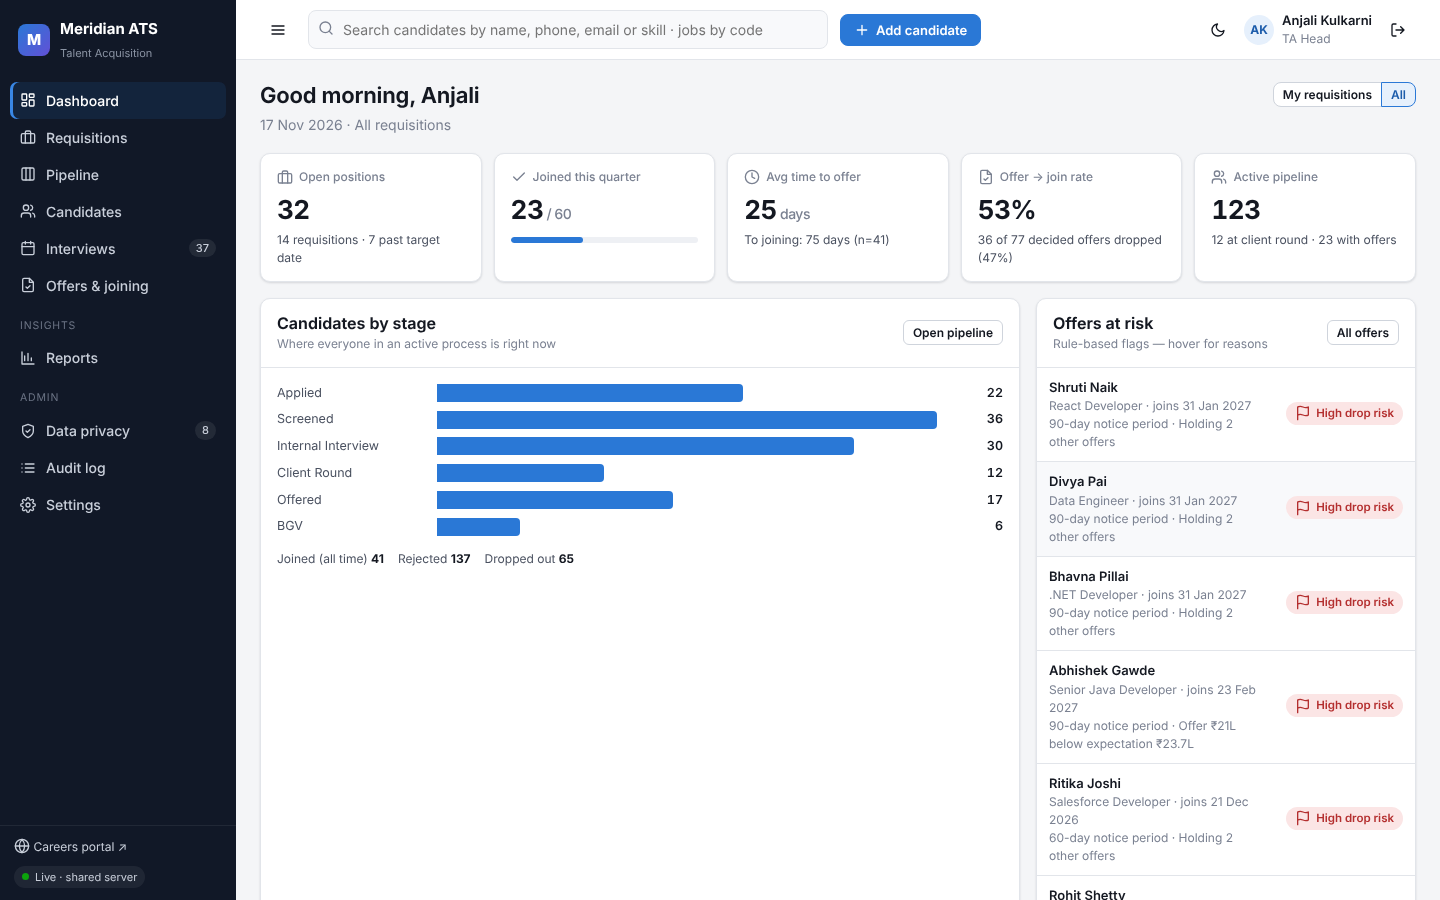 M
Meridian ATS
Talent Acquisition
Dashboard
Requisitions
Pipeline
Candidates
Interviews 37
Offers & joining
INSIGHTS
Reports
ADMIN
Data privacy 8
Audit log
Settings
Careers portal ↗
Live · shared server
Search candidates by name, phone, email or skill · jobs by code
+ Add candidate
AK
Anjali Kulkarni
TA Head
Good morning, Anjali
17 Nov 2026 · All requisitions
My requisitions All
Open positions
32
14 requisitions · 7 past target
date
Joined this quarter
23 / 60
Avg time to offer
25 days
To joining: 75 days (n=41)
Offer → join rate
53%
36 of 77 decided offers dropped
(47%)
Active pipeline
123
12 at client round · 23 with offers
Candidates by stage
Where everyone in an active process is right now
Open pipeline
Applied 22
Screened 36
Internal Interview 30
Client Round 12
Offered 17
BGV 6
Joined (all time) 41 Rejected 137 Dropped out 65
Offers at risk
Rule-based flags — hover for reasons
All offers
Shruti Naik
React Developer · joins 31 Jan 2027
90-day notice period · Holding 2
other offers
High drop risk
Divya Pai
Data Engineer · joins 31 Jan 2027
90-day notice period · Holding 2
other offers
High drop risk
Bhavna Pillai
.NET Developer · joins 31 Jan 2027
90-day notice period · Holding 2
other offers
High drop risk
Abhishek Gawde
Senior Java Developer · joins 23 Feb
2027
90-day notice period · Offer ₹21L
below expectation ₹23.7L
High drop risk
Ritika Joshi
Salesforce Developer · joins 21 Dec
2026
60-day notice period · Holding 2
other offers
High drop risk
Rohit Shetty